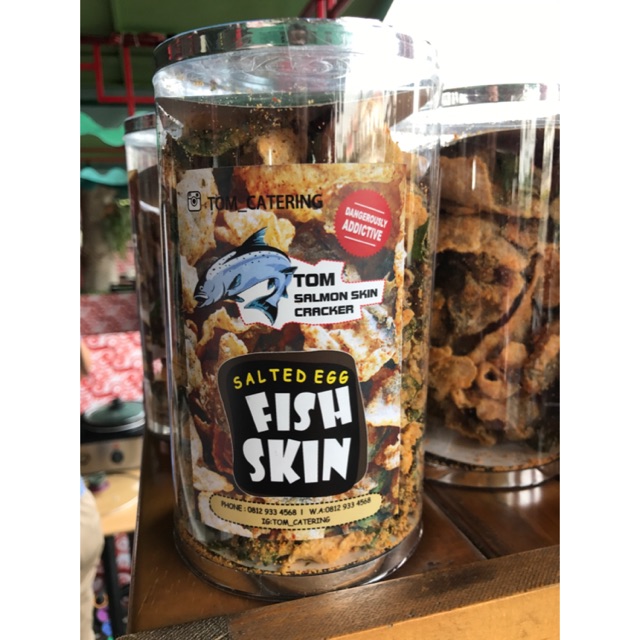 TOM_CATERING
DANGEROUSLY
ADDICTIVE
TOM
SALMON SKIN
CRACKER
SALTED EGG
FISH
SKIN
PHONE : 0812 933 4568 | W.A:0812 933 4568
IG:TOM_CATERING